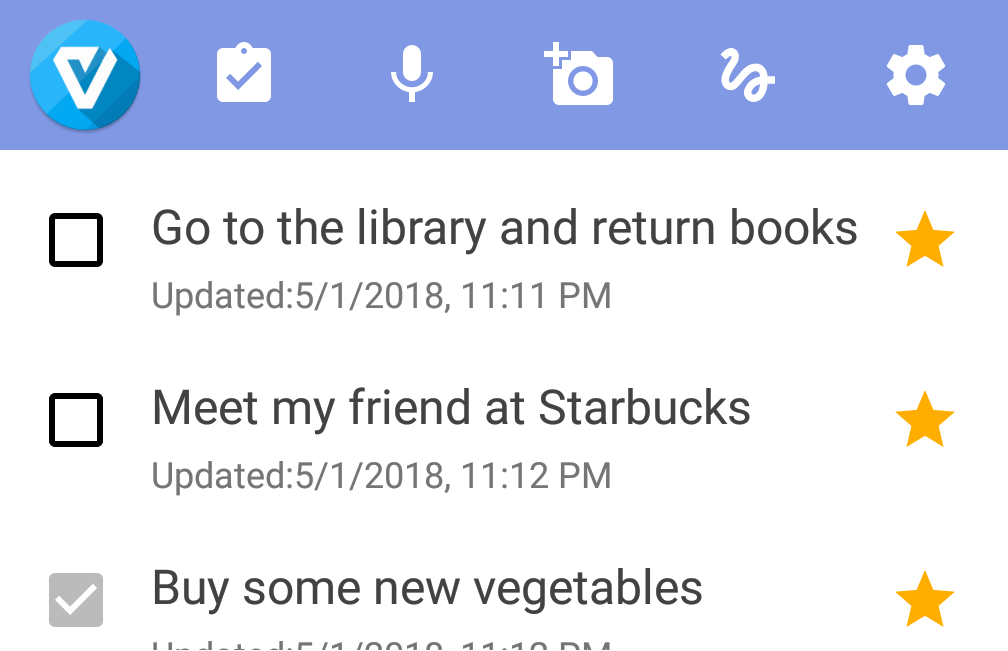 Go to the library and return books
Updated:5/1/2018, 11:11 PM
Meet my friend at Starbucks
Updated:5/1/2018, 11:12 PM
Buy some new vegetables